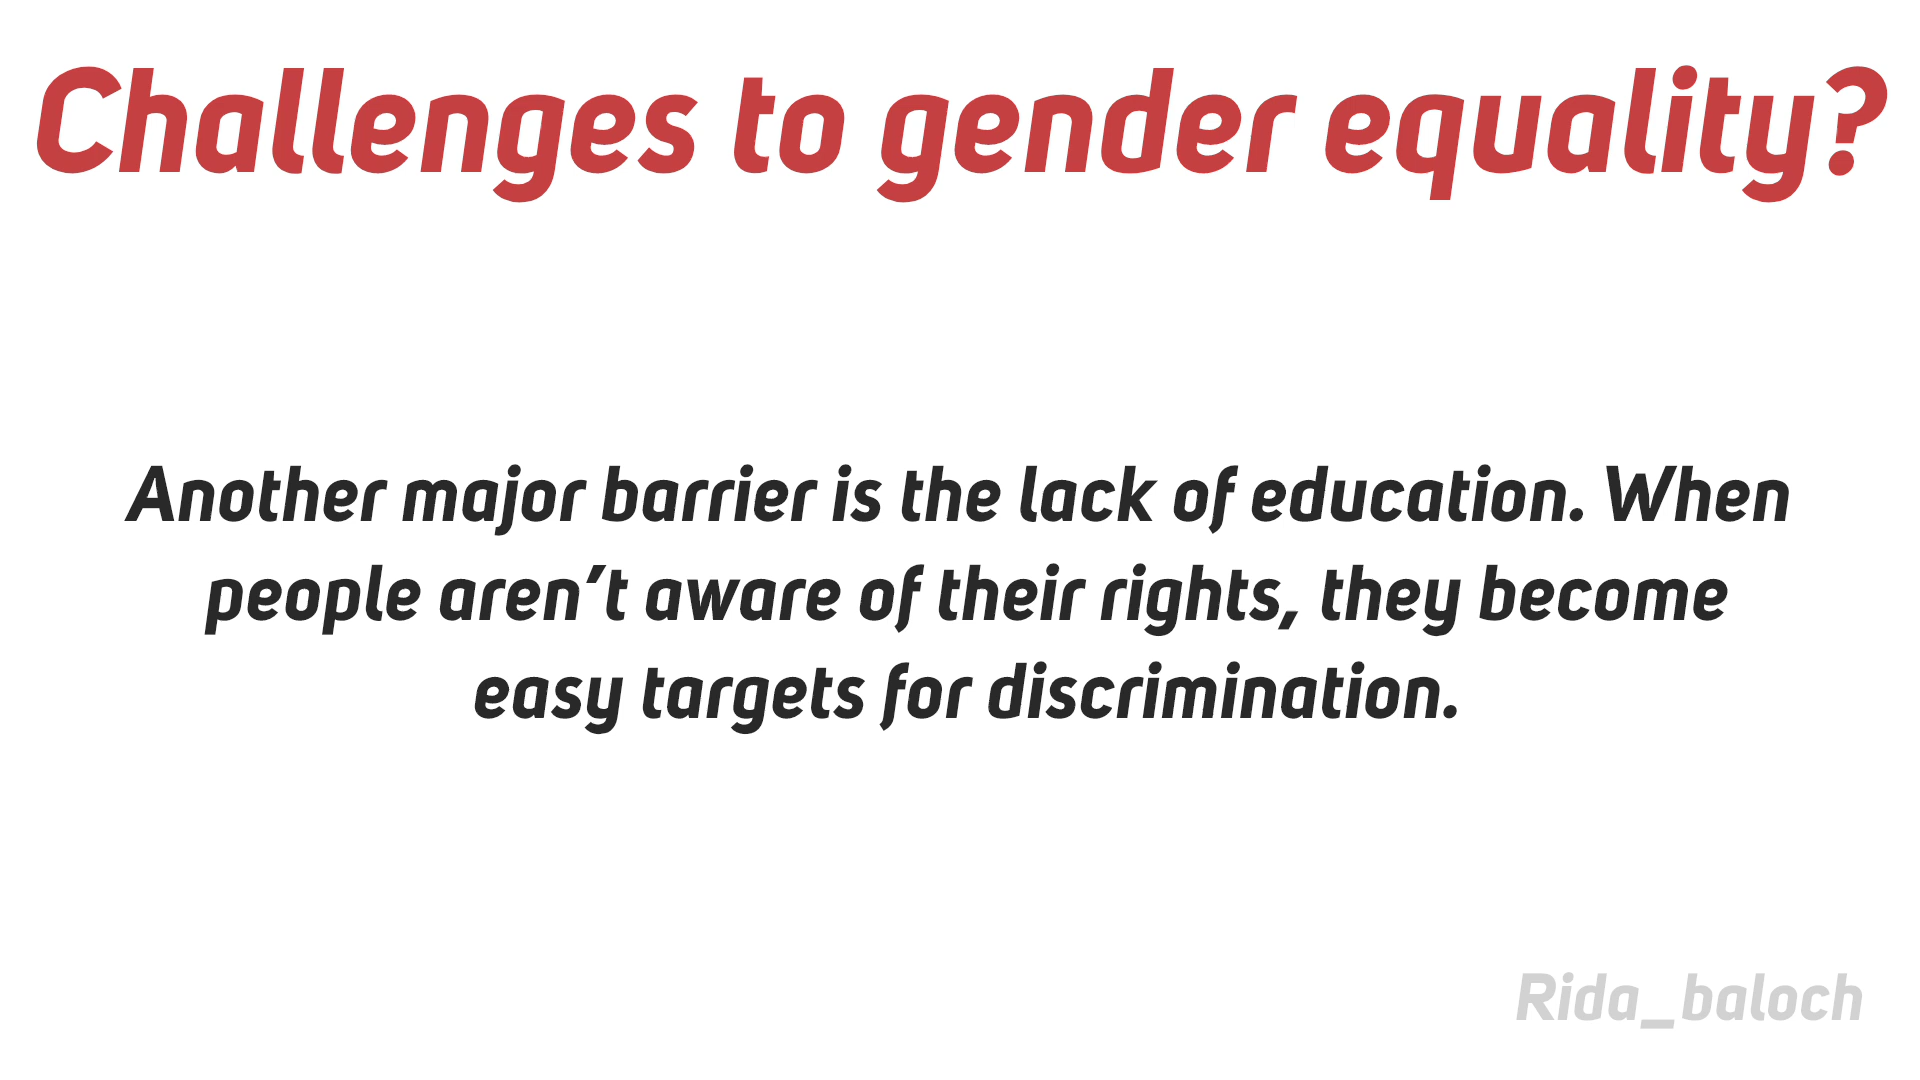 Challenges to gender equality?
Another major barrier is the lack of education. When
people aren’t aware of their rights, they become
easy targets for discrimination.
Rida_baloch